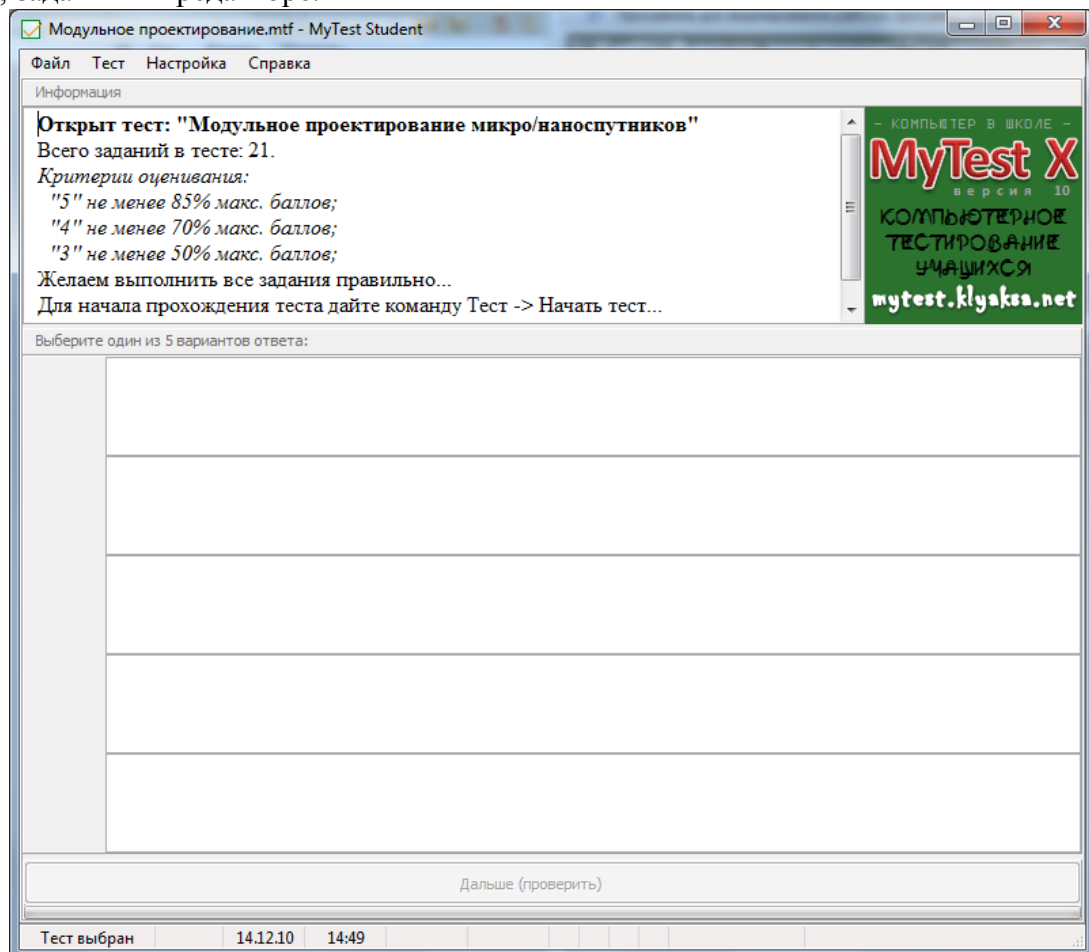 Модульное проектирование.mtf - MyTest Student
Файл Тест Настройка Справка
Информация
Открыт тест: "Модульное проектирование микро/наноспутников"
Всего заданий в тесте: 21.
Критерии оценивания:
"5" не менее 85% макс. баллов;
"4" не менее 70% макс. баллов;
"3" не менее 50% макс. баллов;
Желаем выполнить все задания правильно...
Для начала прохождения теста дайте команду Тест -> Начать тест...
- КОМПЬЮТЕР В ШКОЛЕ -
MyTest X
версия 10
КОМПЬЮТЕРНОЕ
ТЕСТИРОВАНИЕ
УЧАЩИХСЯ
mytest.klyaksa.net
Выберите один из 5 вариантов ответа:
Дальше (проверить)
Тест выбран 14.12.10 14:49